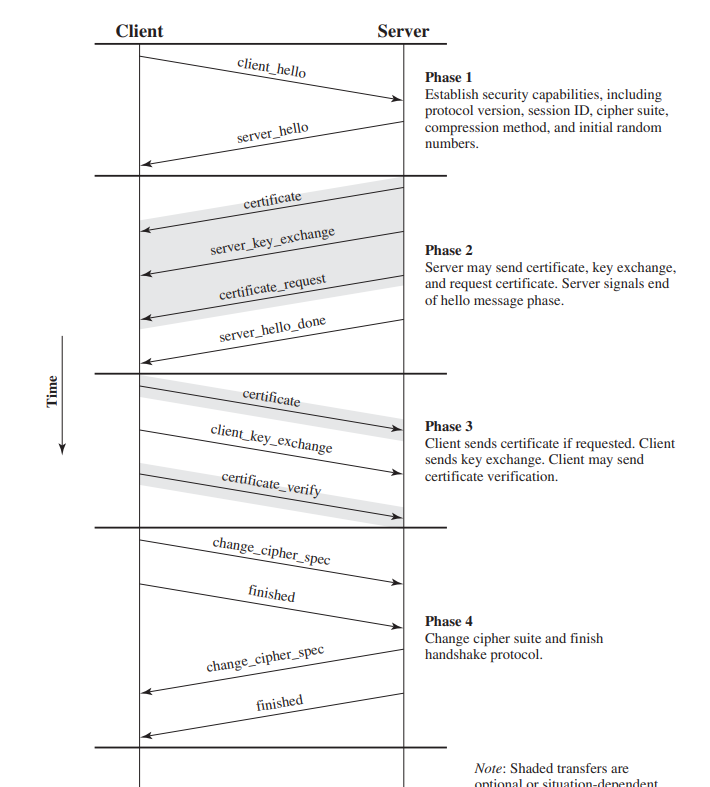 Client
Server
client_hello
server_hello
Phase 1
Establish security capabilities, including
protocol version, session ID, cipher suite,
compression method, and initial random
numbers.
certificate
server_key_exchange
certificate_request
server_hello_done
Phase 2
Server may send certificate, key exchange,
and request certificate. Server signals end
of hello message phase.
Time
certificate
client_key_exchange
certificate_verify
Phase 3
Client sends certificate if requested. Client
sends key exchange. Client may send
certificate verification.
change_cipher_spec
finished
change_cipher_spec
finished
Phase 4
Change cipher suite and finish
handshake protocol.
Note: Shaded transfers are
optional or situation-dependent